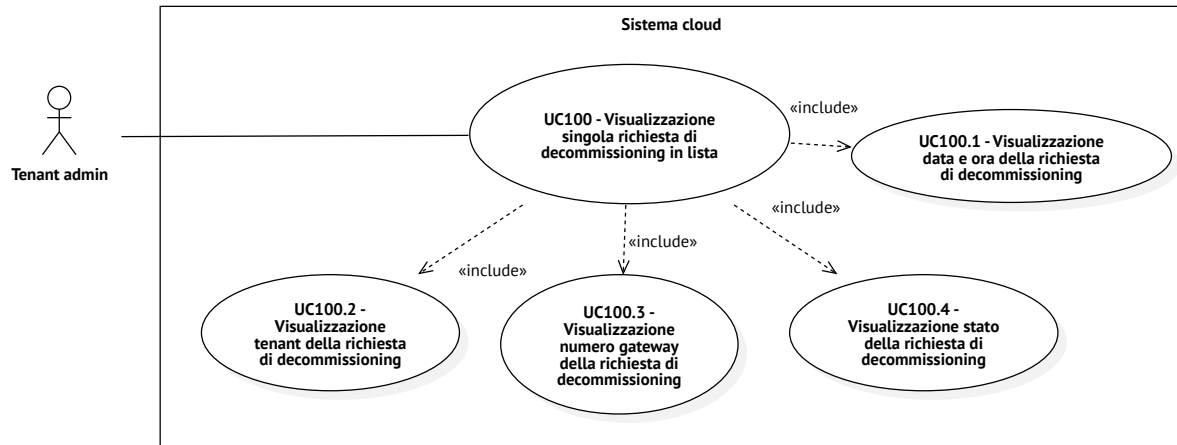 Sistema cloud
Tenant admin
UC100 - Visualizzazione
singola richiesta di
decommissioning in lista
«include»
UC100.1 - Visualizzazione
data e ora della richiesta
di decommissioning
«include»
«include»
«include»
UC100.2 -
Visualizzazione
tenant della richiesta
di decommissioning
UC100.3 -
Visualizzazione
numero gateway
della richiesta di
decommissioning
UC100.4 -
Visualizzazione stato
della richiesta di
decommissioning